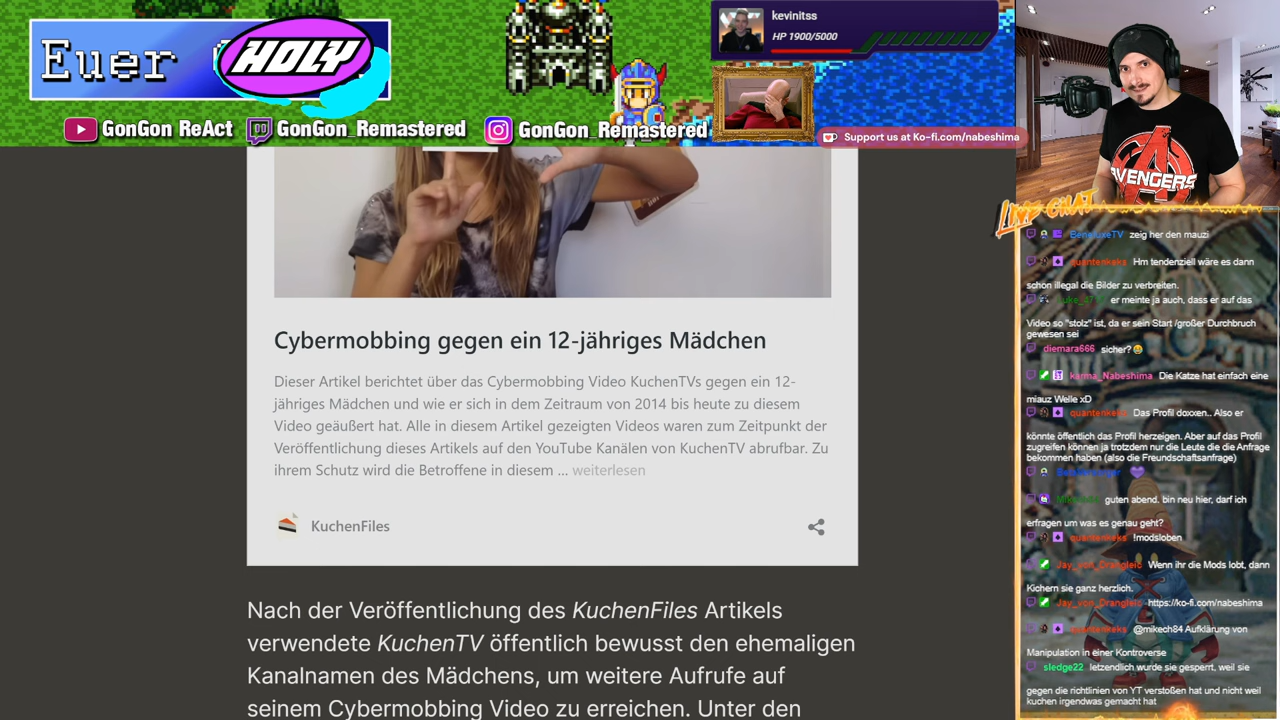 Euer
HOLY
kevinitss
HP 1900/5000
GonGon ReAct
GonGon_Remastered
GonGon_Remastered
Support us at Ko-fi.com/nabeshima
AVENGERS
LIVE CHAT
Cybermobbing gegen ein 12-jähriges Mädchen
Dieser Artikel berichtet über das Cybermobbing Video KuchenTVs gegen ein 12-
jähriges Mädchen und wie er sich in dem Zeitraum von 2014 bis heute zu diesem
Video geäußert hat. Alle in diesem Artikel gezeigten Videos waren zum Zeitpunkt der
Veröffentlichung dieses Artikels auf den YouTube Kanälen von KuchenTV abrufbar. Zu
ihrem Schutz wird die Betroffene in diesem ... weiterlesen
KuchenFiles
Nach der Veröffentlichung des KuchenFiles Artikels
verwendete KuchenTV öffentlich bewusst den ehemaligen
Kanalnamen des Mädchens, um weitere Aufrufe auf
seinem Cybermobbing Video zu erreichen. Unter den
BeneluxeTV zeig her den mauzi
quantenkeks Hm tendenziell wäre es dann
schon illegal die Bilder zu verbreiten.
er meinte ja auch, dass er auf das
Video so "stolz" ist, da er sein Start /großer Durchbruch
gewesen sei
diemara666 sicher?
karma_Nabeshima Die Katze hat einfach eine
miauz Welle xD
quantenkeks Das Profil doxxen.. Also er
könnte öffentlich das Profil herzeigen. Aber auf das Profil
zugreifen können ja trotzdem nur die Leute die die Anfrage
bekommen haben (also die Freundschaftsanfrage)
guten abend. bin neu hier, darf ich
erfragen um was es genau geht?
quantenkeks !modsloben
Jay_von_Drangleic Wenn ihr die Mods lobt, dann
Kichern sie ganz herzlich.
Jay_von_Drangleic -https://ko-fi.com/nabeshima
quantenkeks @mikech84 Aufklärung von
Manipulation in einer Kontroverse
sledge22 letzendlich wurde sie gesperrt, weil sie
gegen die richtlinien von YT verstoßen hat und nicht weil
kuchen irgendwas gemacht hat